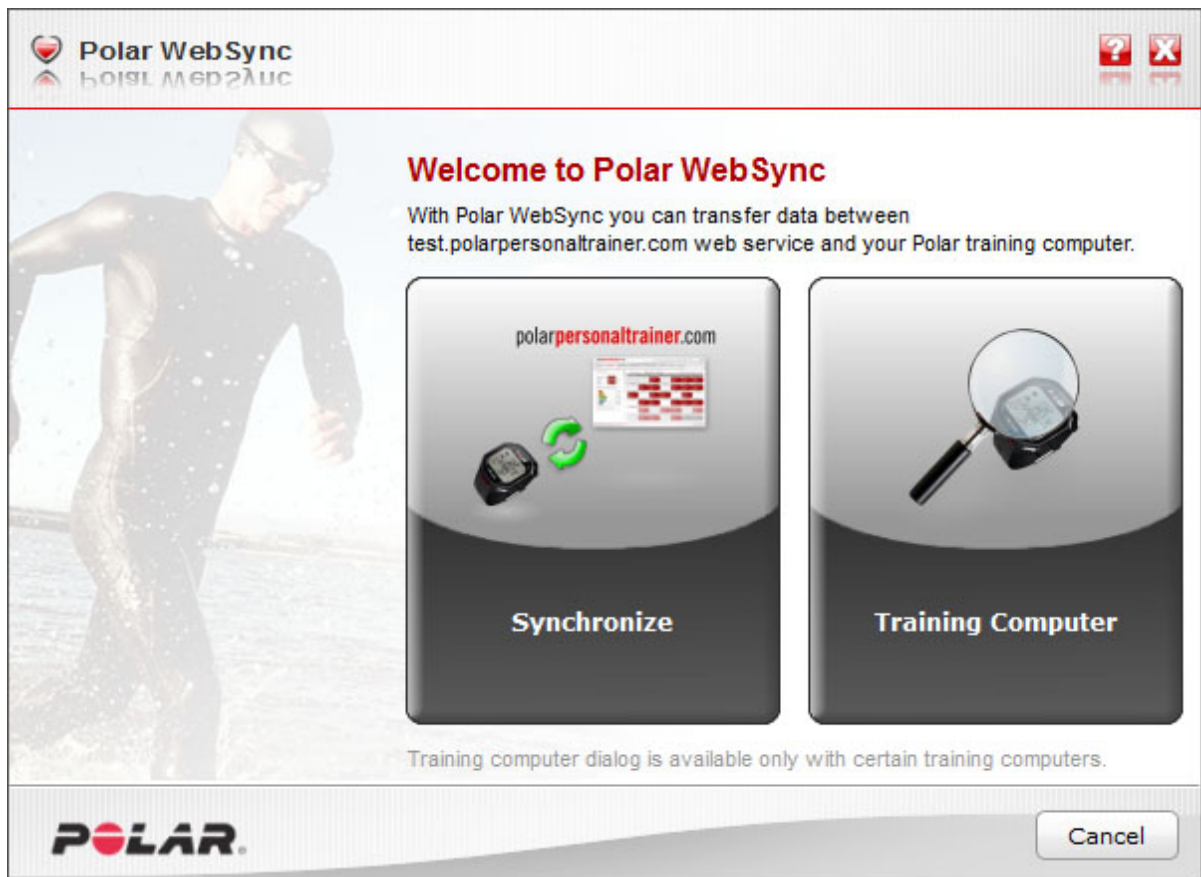 Polar WebSync
Welcome to Polar WebSync
With Polar WebSync you can transfer data between
test.polarpersonaltrainer.com web service and your Polar training computer.
polarpersonaltrainer.com
Synchronize
Training Computer
Training computer dialog is available only with certain training computers.
POLAR.
Cancel